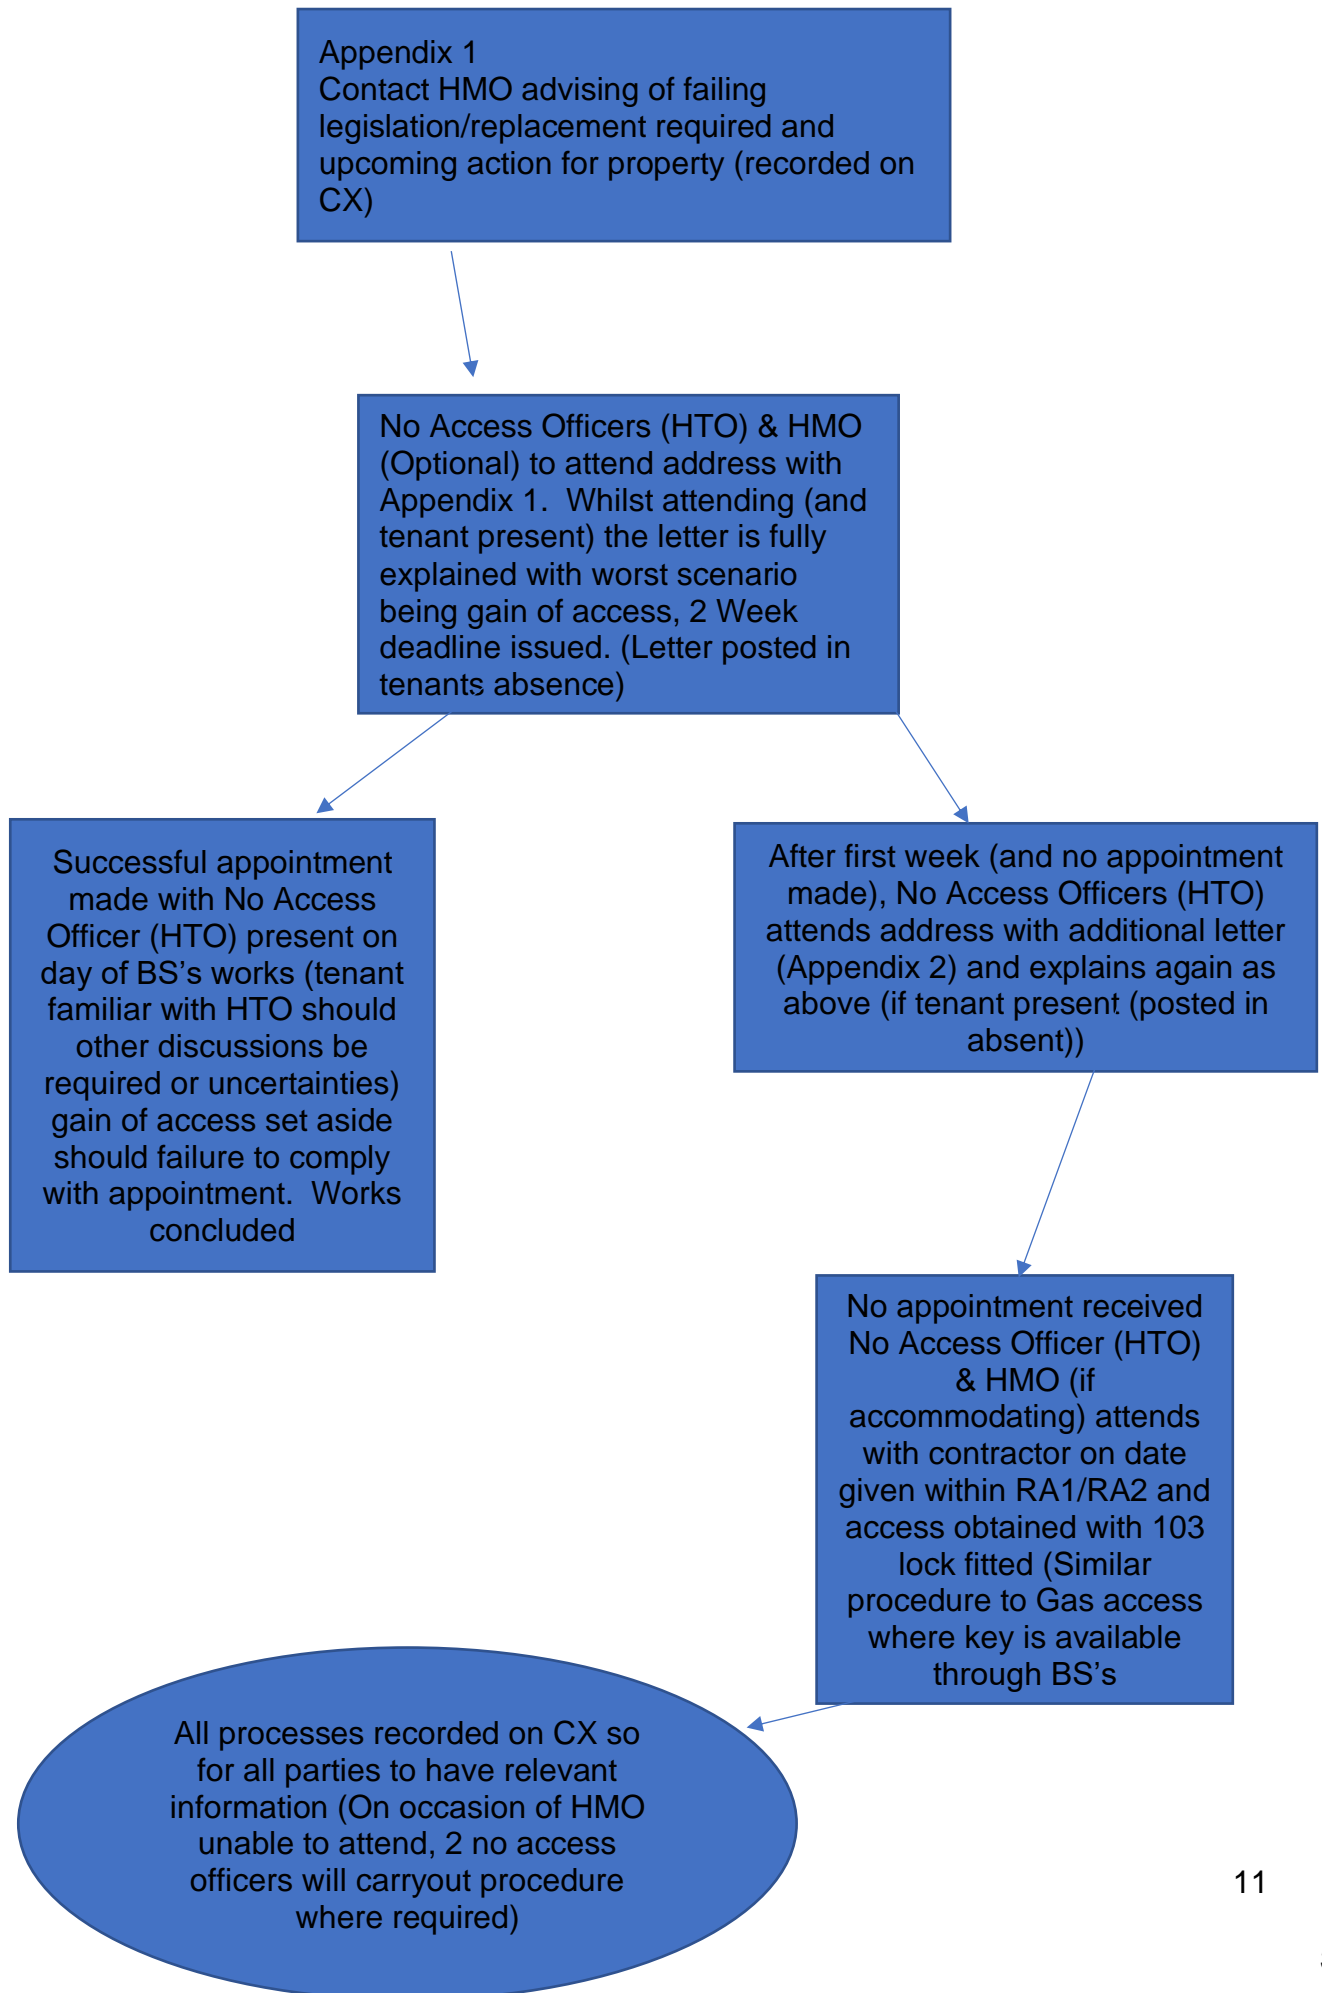 Appendix 1
Contact HMO advising of failing
legislation/replacement required and
upcoming action for property (recorded on
CX)
No Access Officers (HTO) & HMO
(Optional) to attend address with
Appendix 1.  Whilst attending (and
tenant present) the letter is fully
explained with worst scenario
being gain of access, 2 Week
deadline issued. (Letter posted in
tenants absence)
Successful appointment
made with No Access
Officer (HTO) present on
day of BS’s works (tenant
familiar with HTO should
other discussions be
required or uncertainties)
gain of access set aside
should failure to comply
with appointment.  Works
concluded
After first week (and no appointment
made), No Access Officers (HTO)
attends address with additional letter
(Appendix 2) and explains again as
above (if tenant present (posted in
absent))
No appointment received
No Access Officer (HTO)
& HMO (if
accommodating) attends
with contractor on date
given within RA1/RA2 and
access obtained with 103
lock fitted (Similar
procedure to Gas access
where key is available
through BS’s
All processes recorded on CX so
for all parties to have relevant
information (On occasion of HMO
unable to attend, 2 no access
officers will carryout procedure
where required)
11